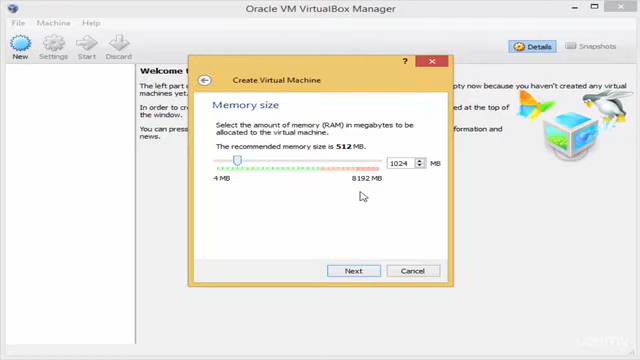 Oracle VM VirtualBox Manager
File Machine Help
New Settings Start Discard
Details Snapshots
Welcome t
The left part o
empty now because you haven't created any virtual
machines yet.
In order to cr
ed at the top of
the window.
You can press
formation and
news.
?
Create Virtual Machine
Memory size
Select the amount of memory (RAM) in megabytes to be
allocated to the virtual machine.
The recommended memory size is 512 MB.
1024 MB
4 MB 8192 MB
Next Cancel
udemy